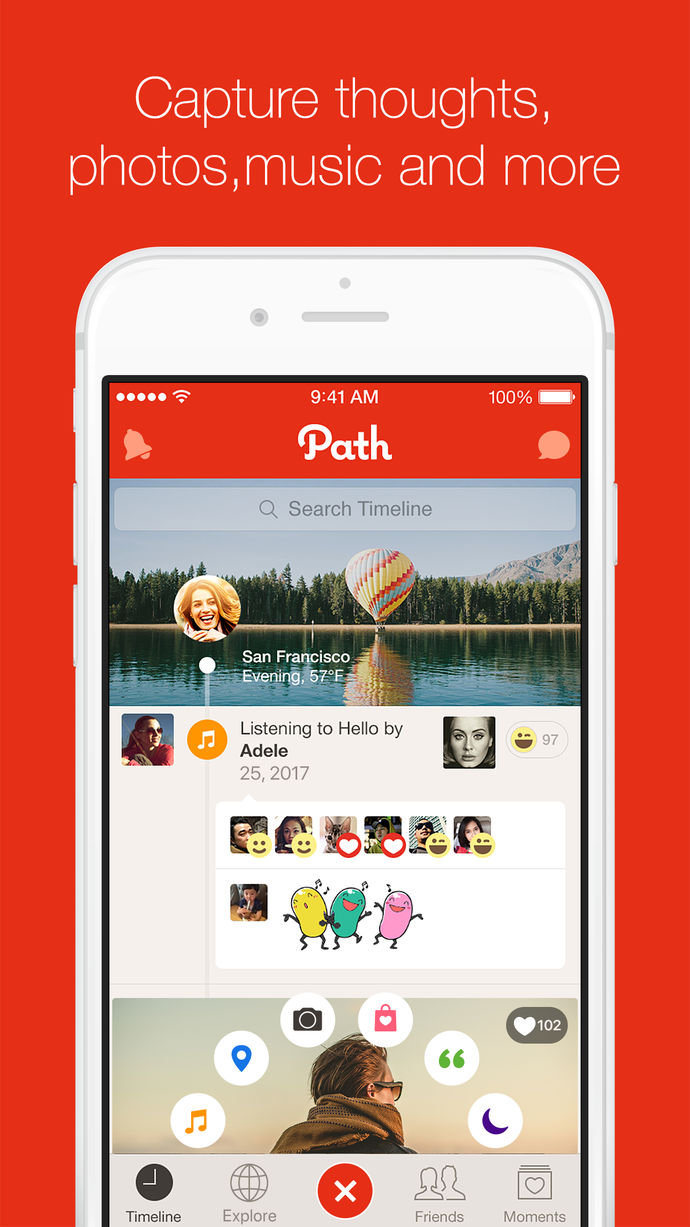 Capture thoughts,
photos,music and more
9:41 AM
100%
Path
Search Timeline
San Francisco
Evening, 57°F
Listening to Hello by
Adele
97
25, 2017
102
Timeline
Explore
Friends
Moments